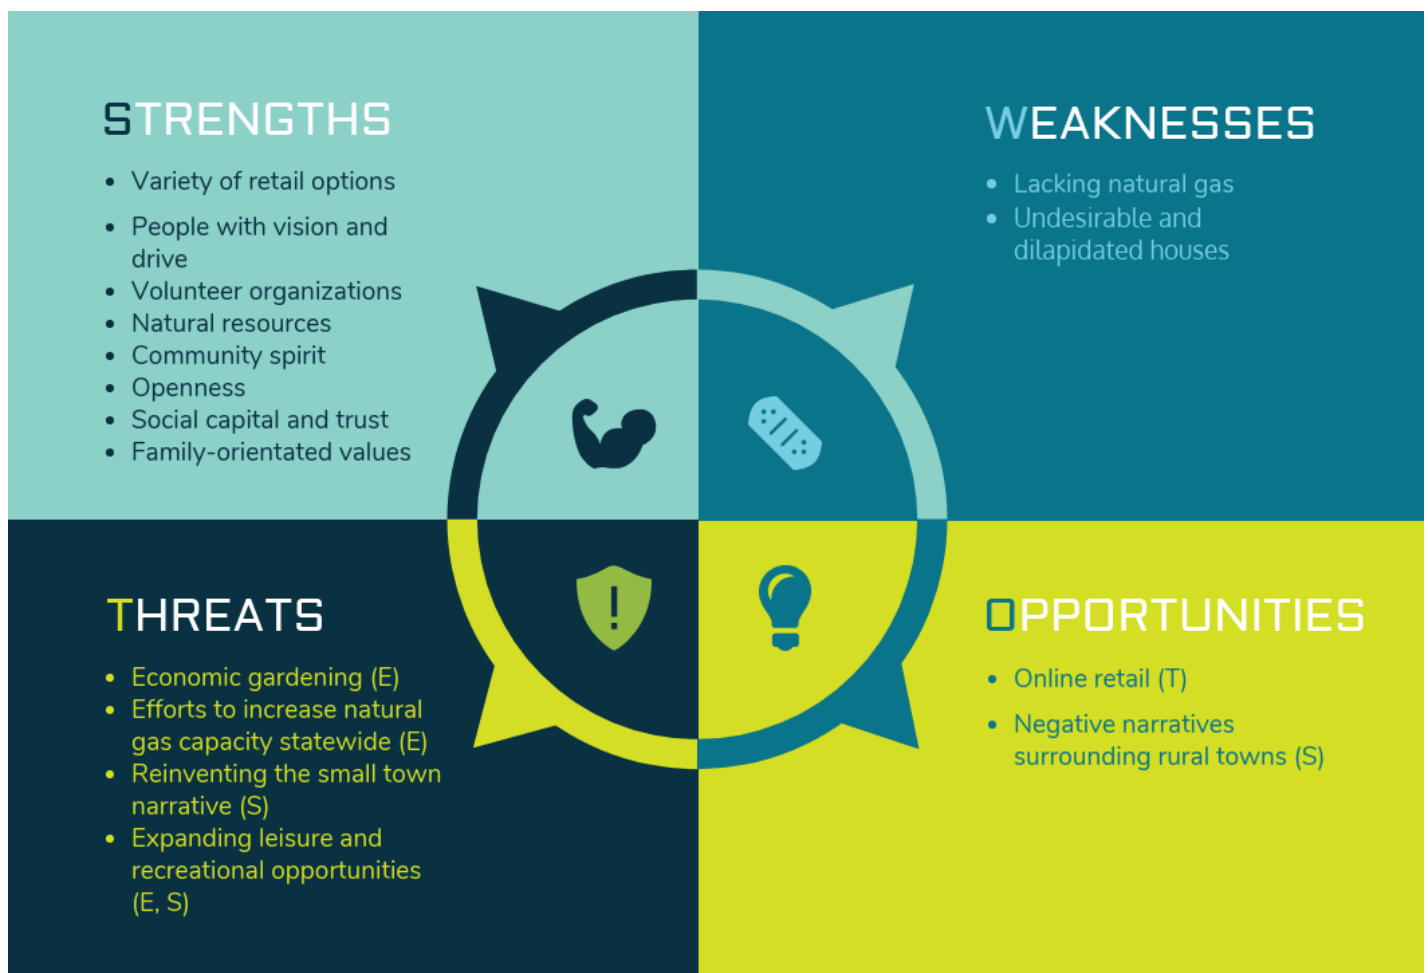 STRENGTHS
• Variety of retail options
• People with vision and
drive
• Volunteer organizations
• Natural resources
• Community spirit
• Openness
• Social capital and trust
• Family-orientated values
WEAKNESSES
• Lacking natural gas
• Undesirable and
dilapidated houses
THREATS
• Economic gardening (E)
• Efforts to increase natural
gas capacity statewide (E)
• Reinventing the small town
narrative (S)
• Expanding leisure and
recreational opportunities
(E, S)
OPPORTUNITIES
• Online retail (T)
• Negative narratives
surrounding rural towns (S)